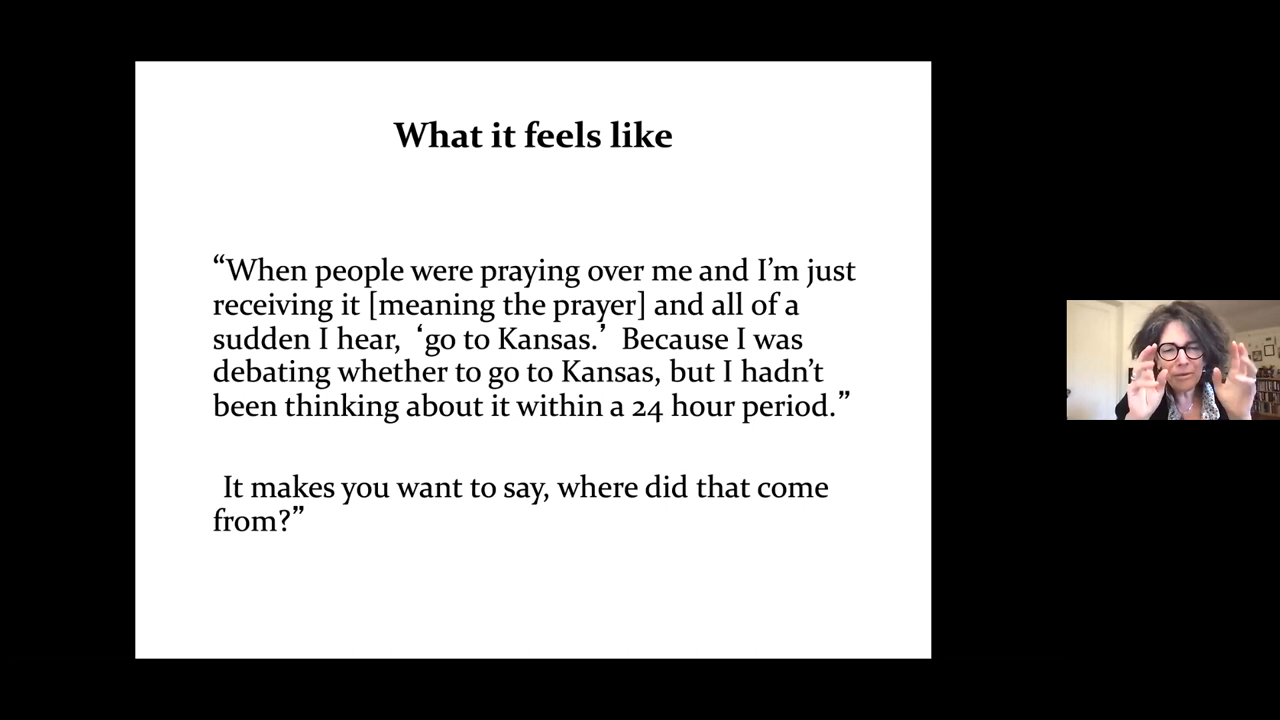 What it feels like
“When people were praying over me and I’m just
receiving it [meaning the prayer] and all of a
sudden I hear, ‘go to Kansas.’ Because I was
debating whether to go to Kansas, but I hadn’t
been thinking about it within a 24 hour period.”
It makes you want to say, where did that come
from?”